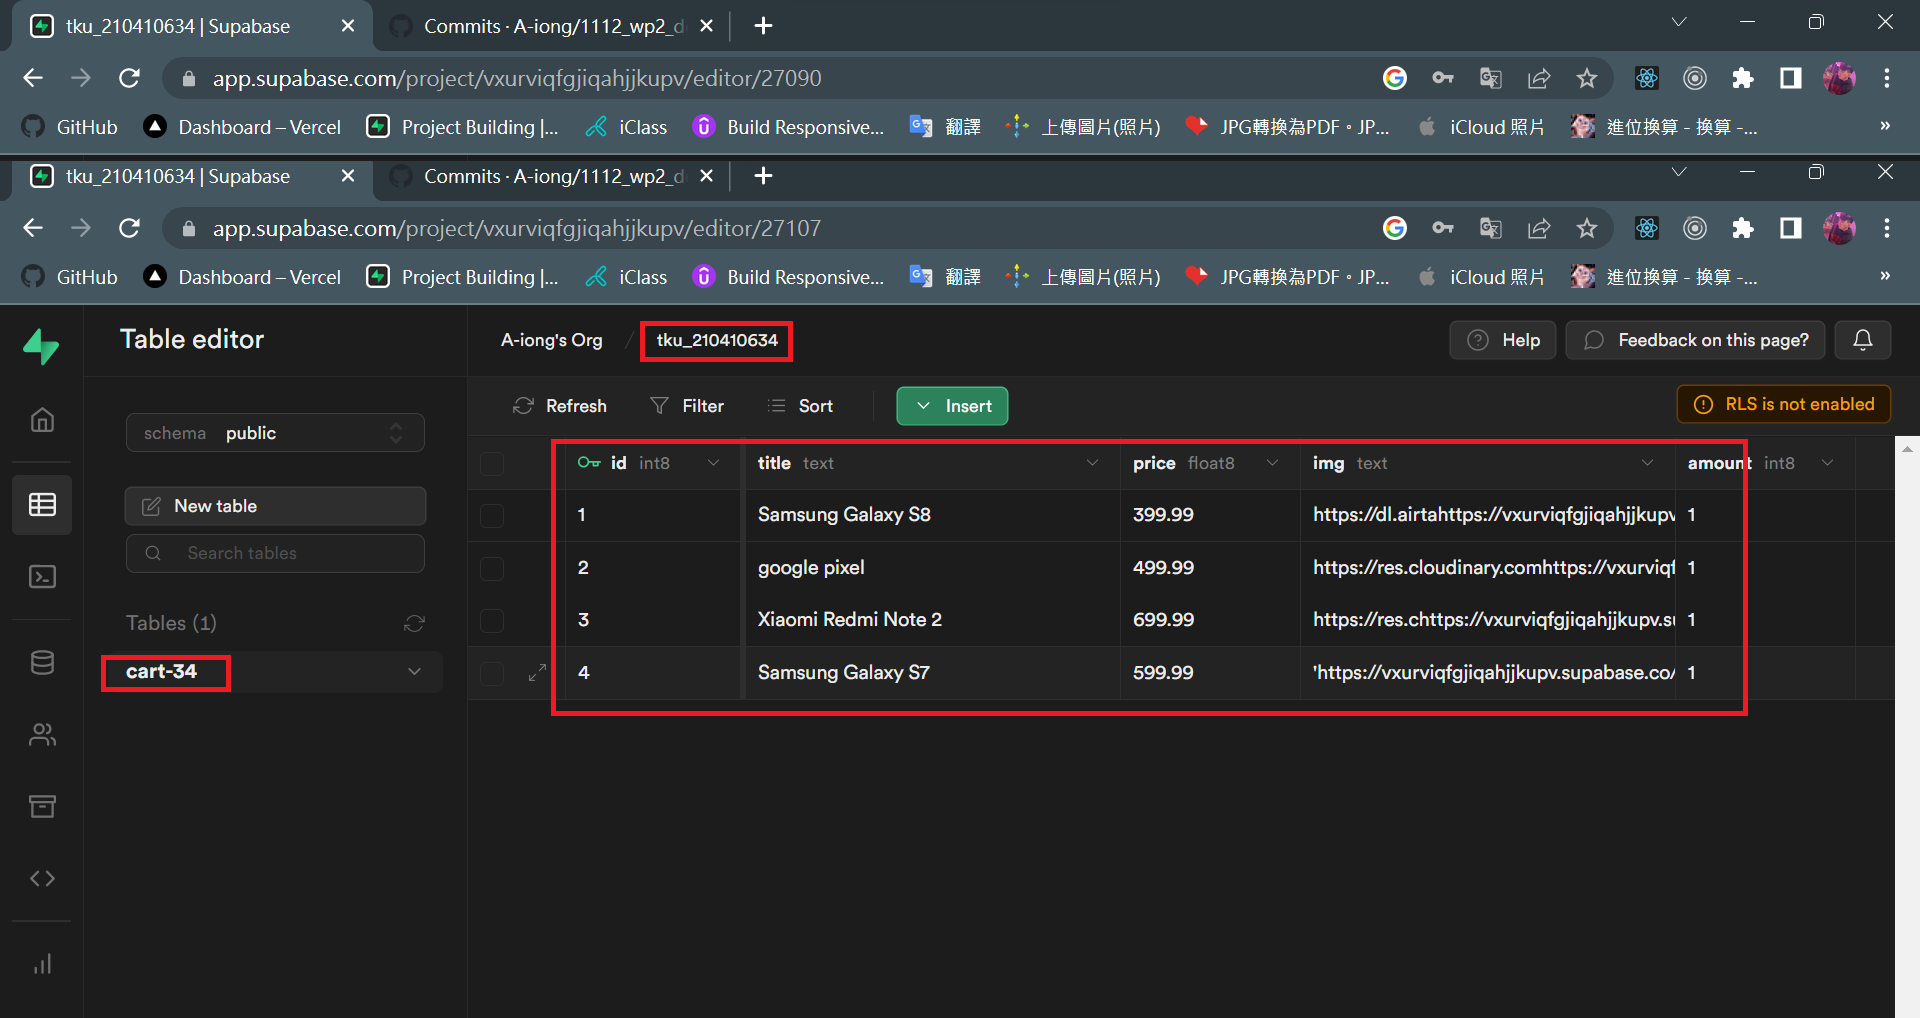 tku_210410634 | Supabase
Commits · A-iong/1112_wp2_d
app.supabase.com/project/vxurviqfgjiqahjjkupv/editor/27090
GitHub
Dashboard – Vercel
Project Building |...
iClass
Build Responsive...
翻譯
上傳圖片(照片)
JPG轉換為PDF。JP...
iCloud 照片
進位換算 - 換算 -...
»
tku_210410634 | Supabase
Commits · A-iong/1112_wp2_d
app.supabase.com/project/vxurviqfgjiqahjjkupv/editor/27107
GitHub
Dashboard – Vercel
Project Building |...
iClass
Build Responsive...
翻譯
上傳圖片(照片)
JPG轉換為PDF。JP...
iCloud 照片
進位換算 - 換算 -...
»
Table editor
A-iong's Org / tku_210410634
Help
Feedback on this page?
Refresh
Filter
Sort
Insert
RLS is not enabled
schema public
New table
Search tables
Tables (1)
cart-34
id int8 title text price float8 img text amount int8
1 Samsung Galaxy S8 399.99 https://dl.airtahttps://vxurviqfgjiqahjjkupv 1
2 google pixel 499.99 https://res.cloudinary.comhttps://vxurviqf 1
3 Xiaomi Redmi Note 2 699.99 https://res.chttps://vxurviqfgjiqahjjkupv.su 1
4 Samsung Galaxy S7 599.99 'https://vxurviqfgjiqahjjkupv.supabase.co/ 1